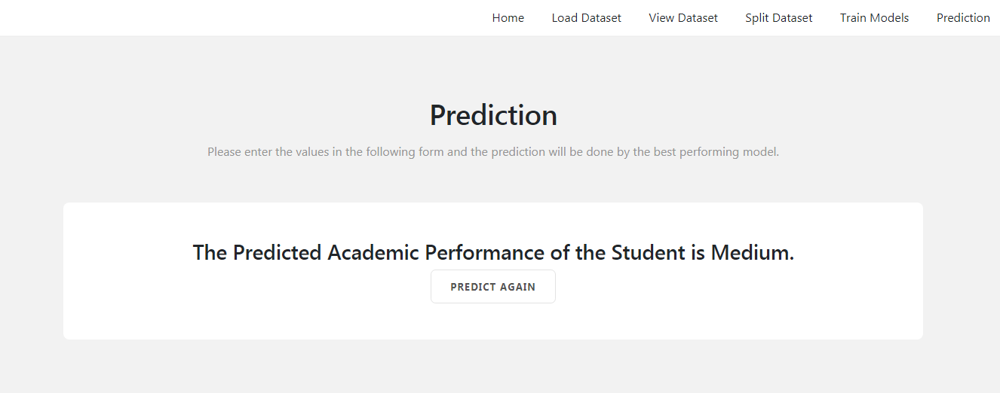 Home Load Dataset View Dataset Split Dataset Train Models Prediction
Prediction
Please enter the values in the following form and the prediction will be done by the best performing model.
The Predicted Academic Performance of the Student is Medium.
PREDICT AGAIN